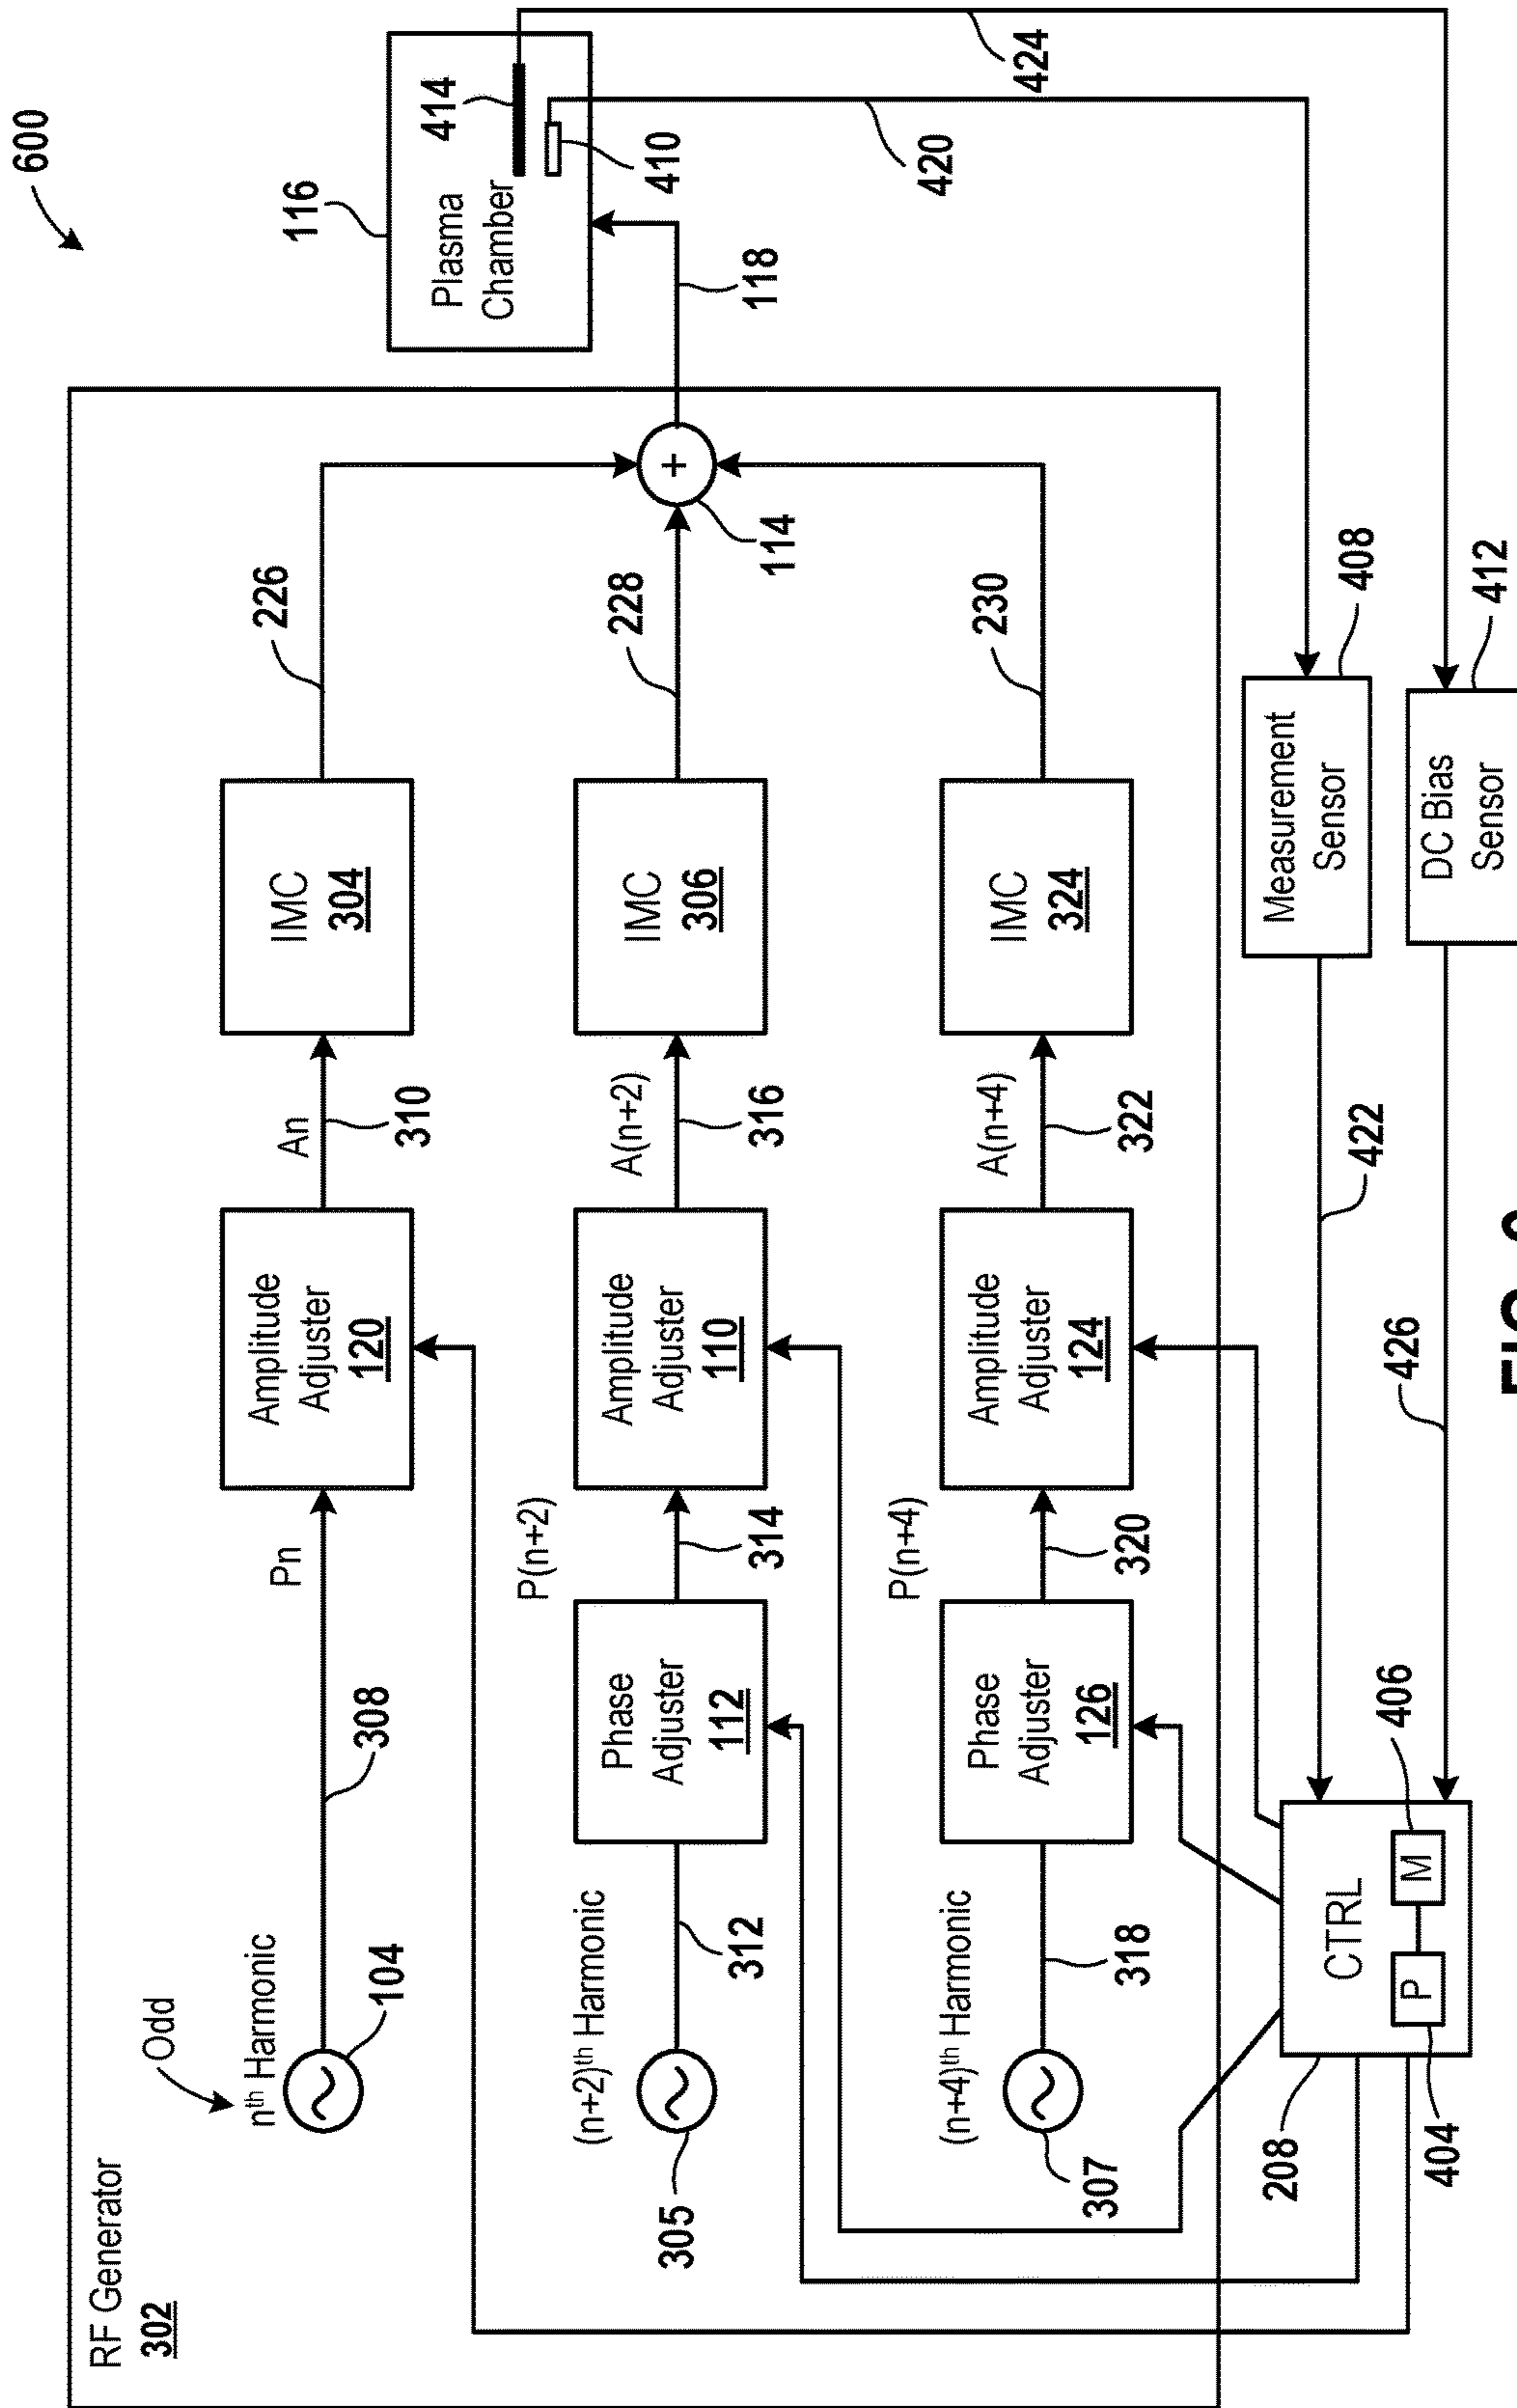 600
RF Generator
302
Odd
nth Harmonic
104
308
Pn
Amplitude
Adjuster
120
An
310
IMC
304
226
116
Plasma
Chamber
414
410
118
424
420
(n+2)th Harmonic
305
312
Phase
Adjuster
112
P(n+2)
314
Amplitude
Adjuster
110
A(n+2)
316
IMC
306
228
+
114
(n+4)th Harmonic
307
318
Phase
Adjuster
126
P(n+4)
320
Amplitude
Adjuster
124
A(n+4)
322
IMC
324
230
208
CTRL
P
M
404
406
422
Measurement
Sensor
408
426
DC Bias
Sensor
412